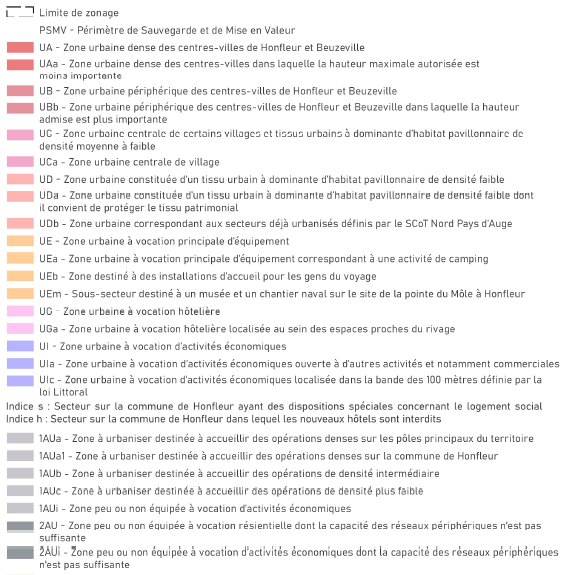 Limite de zonage
PSMV - Périmètre de Sauvegarde et de Mise en Valeur
UA - Zone urbaine dense des centres-villes de Honfleur et Beuzeville
UAa - Zone urbaine dense des centres-villes dans laquelle la hauteur maximale autorisée est
moins importante
UB - Zone urbaine périphérique des centres-villes de Honfleur et Beuzeville
UBb - Zone urbaine périphérique des centres-villes de Honfleur et Beuzeville dans laquelle la hauteur
admise est plus importante
UC - Zone urbaine centrale de certains villages et tissus urbains à dominante d'habitat pavillonnaire de
densité moyenne à faible
UCa - Zone urbaine centrale de village
UD - Zone urbaine constituée d'un tissu urbain à dominante d'habitat pavillonnaire de densité faible
UDa - Zone urbaine constituée d'un tissu urbain à dominante d'habitat pavillonnaire de densité faible dont
il convient de protéger le tissu patrimonial
UDb - Zone urbaine correspondant aux secteurs déjà urbanisés définis par le SCoT Nord Pays d'Auge
UE - Zone urbaine à vocation principale d'équipement
UEa - Zone urbaine à vocation principale d'équipement correspondant à une activité de camping
UEb - Zone destiné à des installations d'accueil pour les gens du voyage
UEm - Sous-secteur destiné à un musée et un chantier naval sur le site de la pointe du Môle à Honfleur
UG - Zone urbaine à vocation hôtelière
UGa - Zone urbaine à vocation hôtelière localisée au sein des espaces proches du rivage
UI - Zone urbaine à vocation d'activités économiques
UIa - Zone urbaine à vocation d'activités économiques ouverte à d'autres activités et notamment commerciales
UIc - Zone urbaine à vocation d'activités économiques localisée dans la bande des 100 mètres définie par la
loi Littoral
Indice s : Secteur sur la commune de Honfleur ayant des dispositions spéciales concernant le logement social
Indice h : Secteur sur la commune de Honfleur dans lequel les nouveaux hôtels sont interdits
1AUa - Zone à urbaniser destinée à accueillir des opérations denses sur les pôles principaux du territoire
1AUa1 - Zone à urbaniser destinée à accueillir des opérations denses sur la commune de Honfleur
1AUb - Zone à urbaniser destinée à accueillir des opérations de densité intermédiaire
1AUc - Zone à urbaniser destinée à accueillir des opérations de densité plus faible
1AUi - Zone peu ou non équipée à vocation d'activités économiques
2AU - Zone peu ou non équipée à vocation résientielle dont la capacité des réseaux périphériques n'est pas
suffisante
2AUi - Zone peu ou non équipée à vocation d'activités économiques dont la capacité des réseaux périphériques
n'est pas suffisante